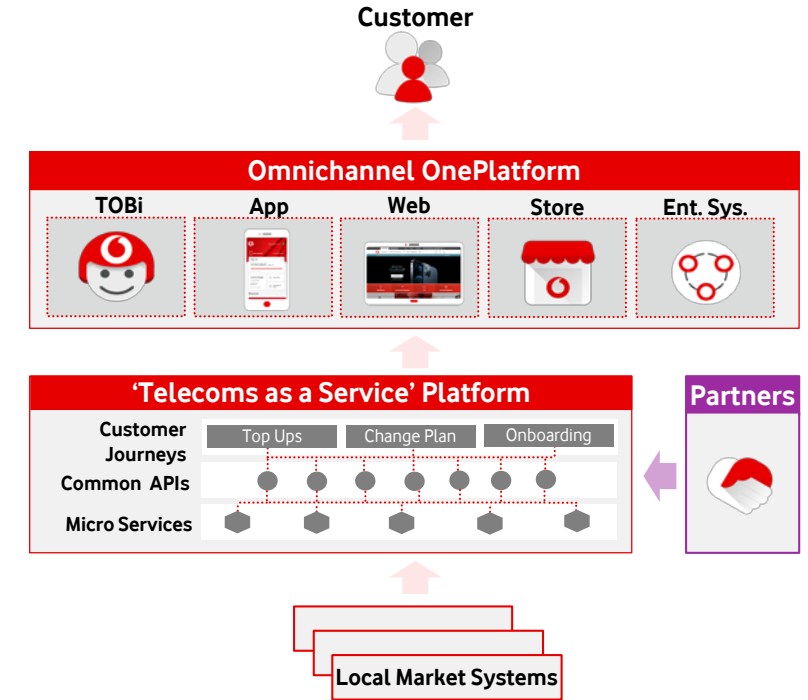 Customer
Omnichannel OnePlatform
TOBi
App
Web
Store
Ent. Sys.
‘Telecoms as a Service’ Platform
Partners
Customer
Journeys
Top Ups
Change Plan
Onboarding
Common APIs
Micro Services
Local Market Systems